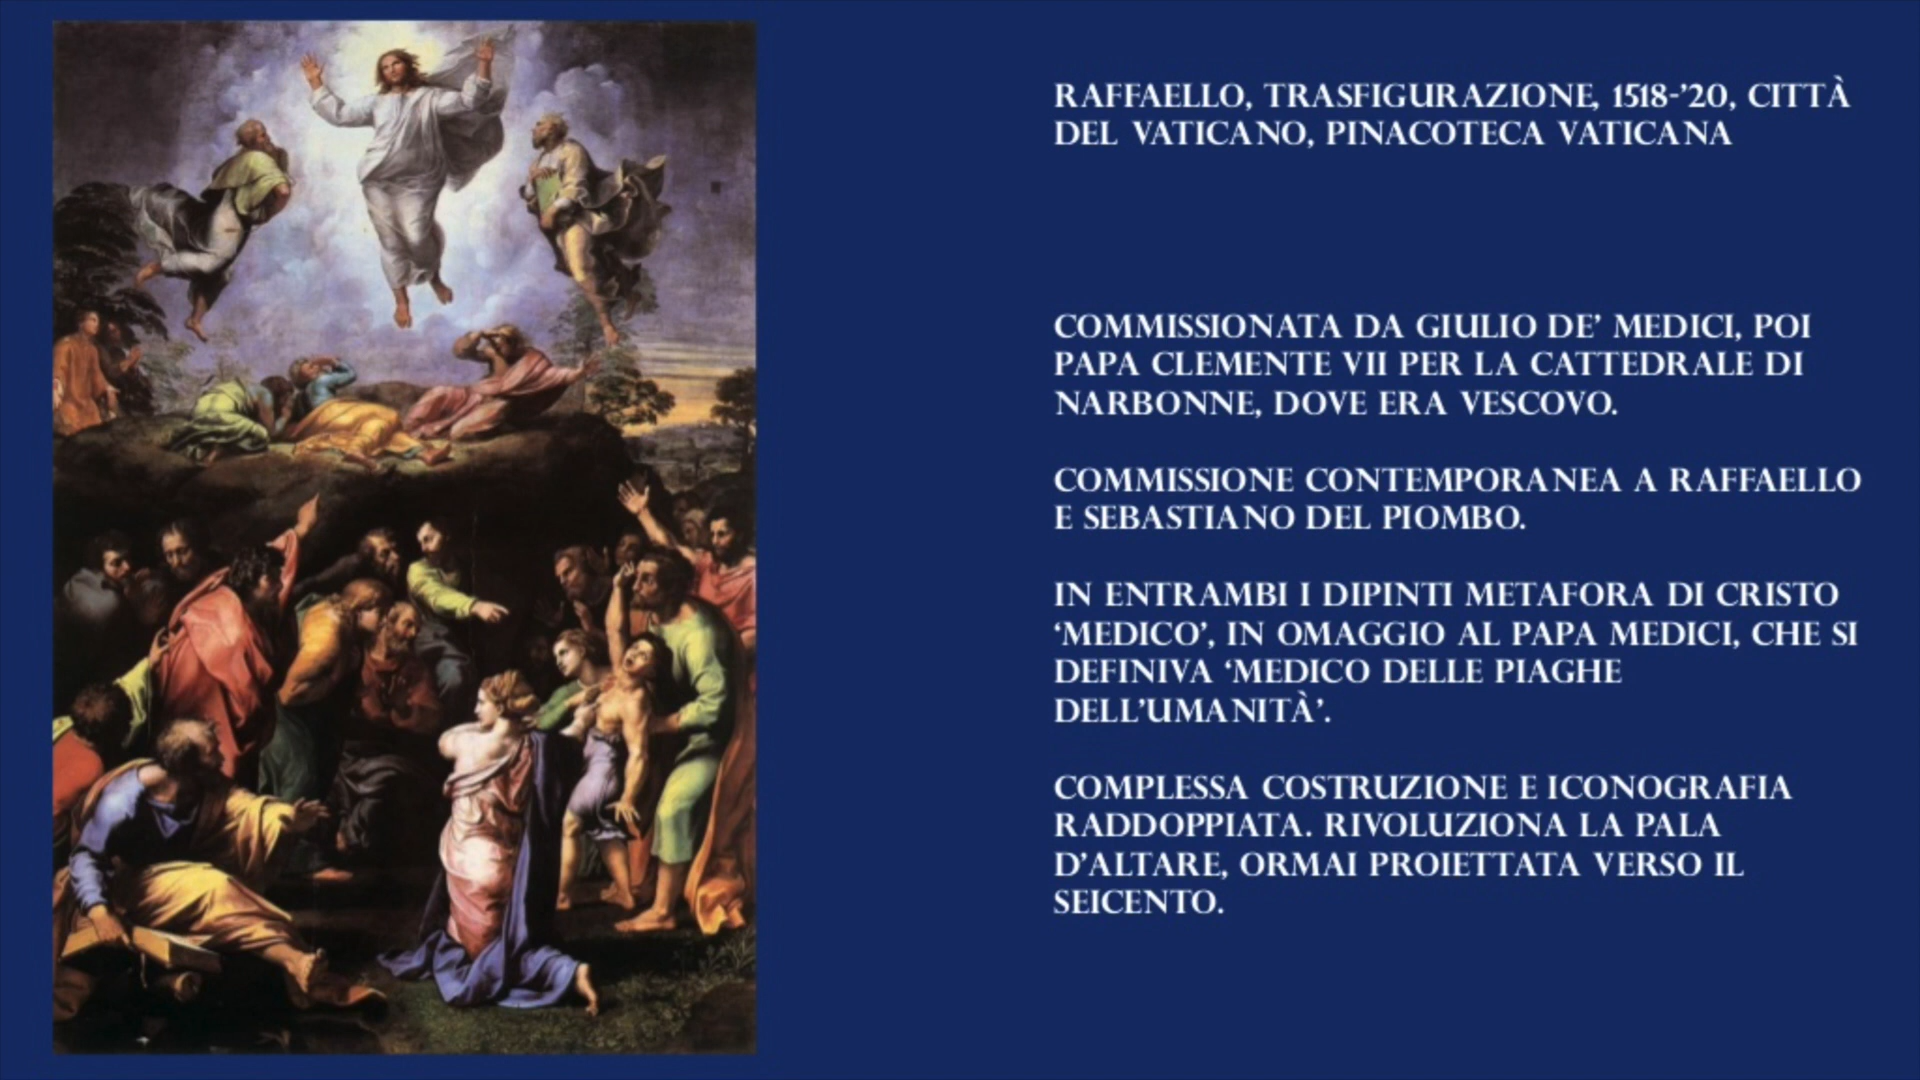 RAFFAELLO, TRASFIGURAZIONE, 1518-'20, CITTÀ
DEL VATICANO, PINACOTECA VATICANA
COMMISSIONATA DA GIULIO DE' MEDICI, POI
PAPA CLEMENTE VII PER LA CATTEDRALE DI
NARBONNE, DOVE ERA VESCOVO.
COMMISSIONE CONTEMPORANEA A RAFFAELLO
E SEBASTIANO DEL PIOMBO.
IN ENTRAMBI I DIPINTI METAFORA DI CRISTO
‘MEDICO’, IN OMAGGIO AL PAPA MEDICI, CHE SI
DEFINIVA ‘MEDICO DELLE PIAGHE
DELL’UMANITÀ’.
COMPLESSA COSTRUZIONE E ICONOGRAFIA
RADDOPPIATA. RIVOLUZIONA LA PALA
D’ALTARE, ORMAI PROIETTATA VERSO IL
SEICENTO.